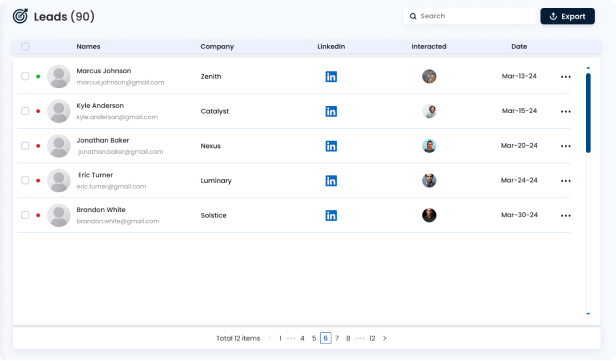 Leads (90)
Search
Export
Names Company LinkedIn Interacted Date
Marcus Johnson
marcus.johnson@gmail.com
Zenith
in
Mar-13-24
Kyle Anderson
kyle.anderson@gmail.com
Catalyst
in
Mar-15-24
Jonathan Baker
jonathan.baker@gmail.com
Nexus
in
Mar-20-24
Eric Turner
eric.turner@gmail.com
Luminary
in
Mar-24-24
Brandon White
brandon.white@gmail.com
Solstice
in
Mar-30-24
Total 12 items < 1 ··· 4 5 6 7 8 ··· 12 >